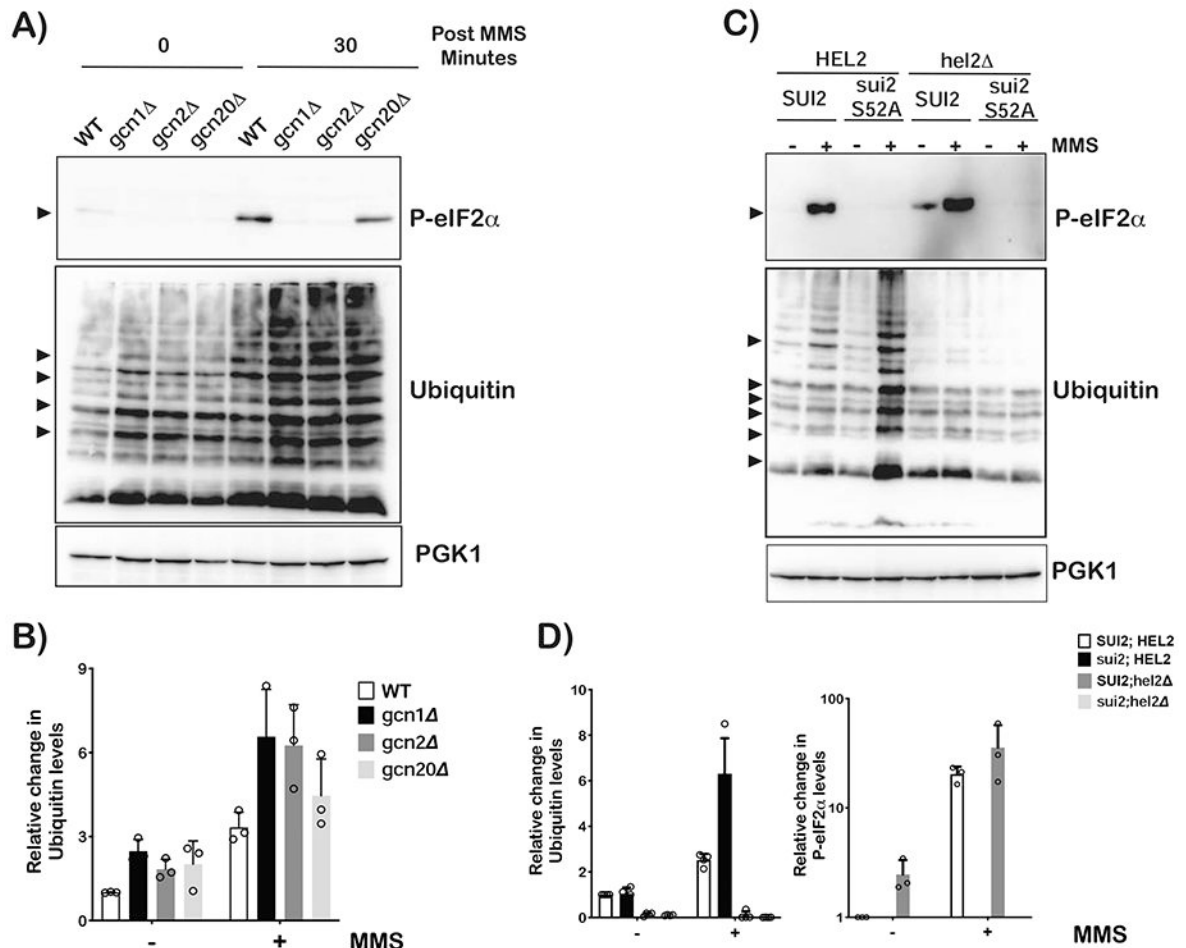 A)
0 30 Post MMS
Minutes
WT gcn1Δ gcn2Δ gcn20Δ WT gcn1Δ gcn2Δ gcn20Δ
P-eIF2α
Ubiquitin
PGK1
B)
Relative change in
Ubiquitin levels
9
6
3
0
- + MMS
WT
gcn1Δ
gcn2Δ
gcn20Δ
C)
HEL2 hel2Δ
SUI2 sui2 S52A SUI2 sui2 S52A
- + - + - + - + MMS
P-eIF2α
Ubiquitin
PGK1
D)
Relative change in
Ubiquitin levels
10
8
6
4
2
0
- +
Relative change in
P-eIF2α levels
100
10
1
- + MMS
SUI2; HEL2
sui2; HEL2
SUI2;hel2Δ
sui2;hel2Δ